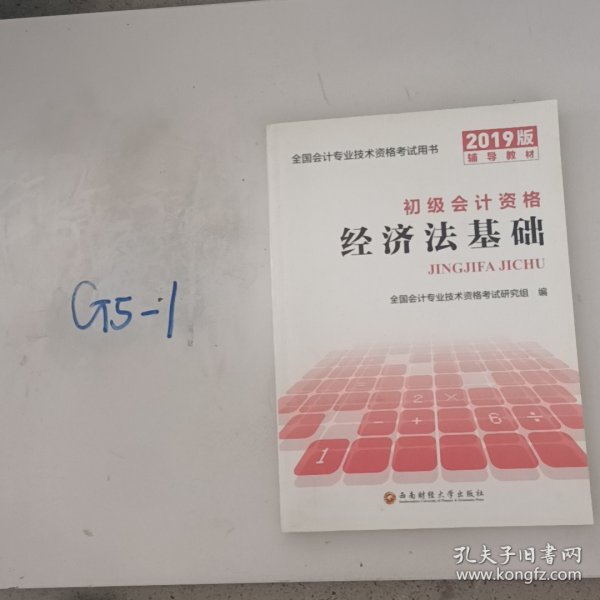 G5-1
全国会计专业技术资格考试用书
2019版
辅导教材
初级会计资格
经济法基础
JINGJIFA JICHU
全国会计专业技术资格考试研究组 编
2 ×
- + 6 ÷
1
西南财经大学出版社
孔夫子旧书网
www.kongfz.com